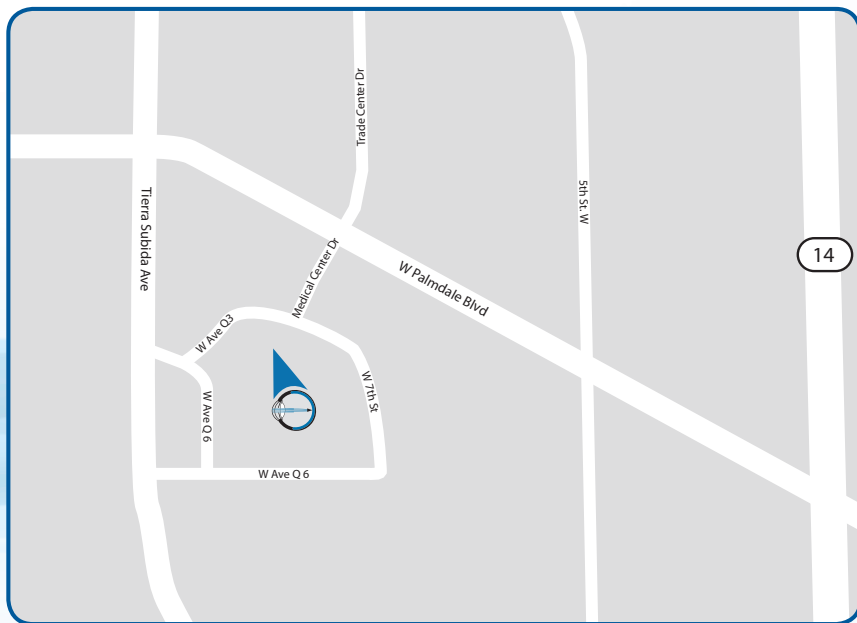 Trade Center Dr
Tierra Subida Ave
5th St. W
14
Medical Center Dr
W Palmdale Blvd
W Ave Q3
W 7th St
W Ave Q 6
W Ave Q 6